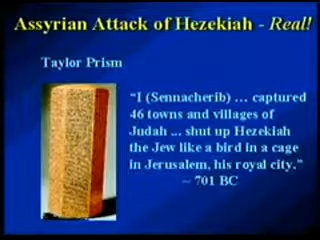 Assyrian Attack of Hezekiah - Real!
Taylor Prism
“I (Sennacherib) ... captured
46 towns and villages of
Judah ... shut up Hezekiah
the Jew like a bird in a cage
in Jerusalem, his royal city.”
~ 701 BC